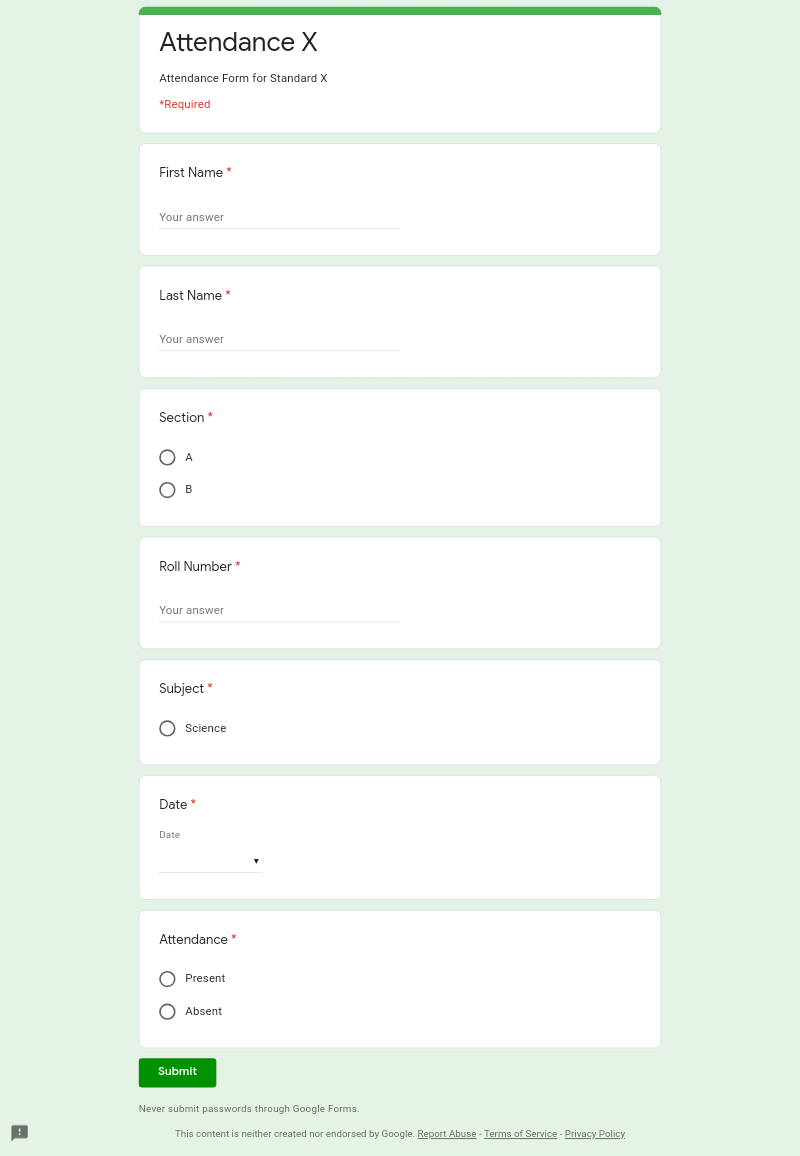 Attendance X
Attendance Form for Standard X
*Required
First Name *
Your answer
Last Name *
Your answer
Section *
A
B
Roll Number *
Your answer
Subject *
Science
Date *
Date
Attendance *
Present
Absent
Submit
Never submit passwords through Google Forms.
This content is neither created nor endorsed by Google. Report Abuse - Terms of Service - Privacy Policy